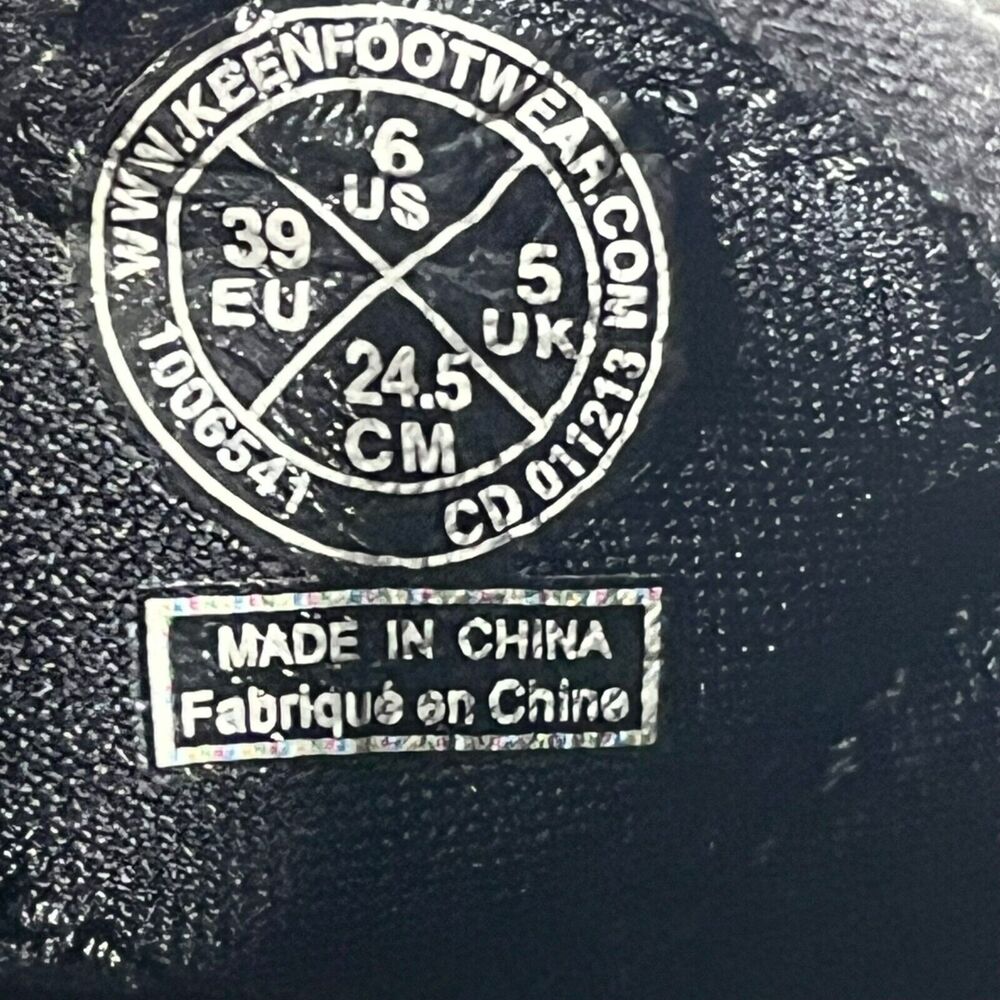 WWW.KEENFOOTWEAR.COM
6
US
39
EU
5
UK
24.5
CM
1D06541
CD 011213
MADE IN CHINA
Fabriqué en Chine